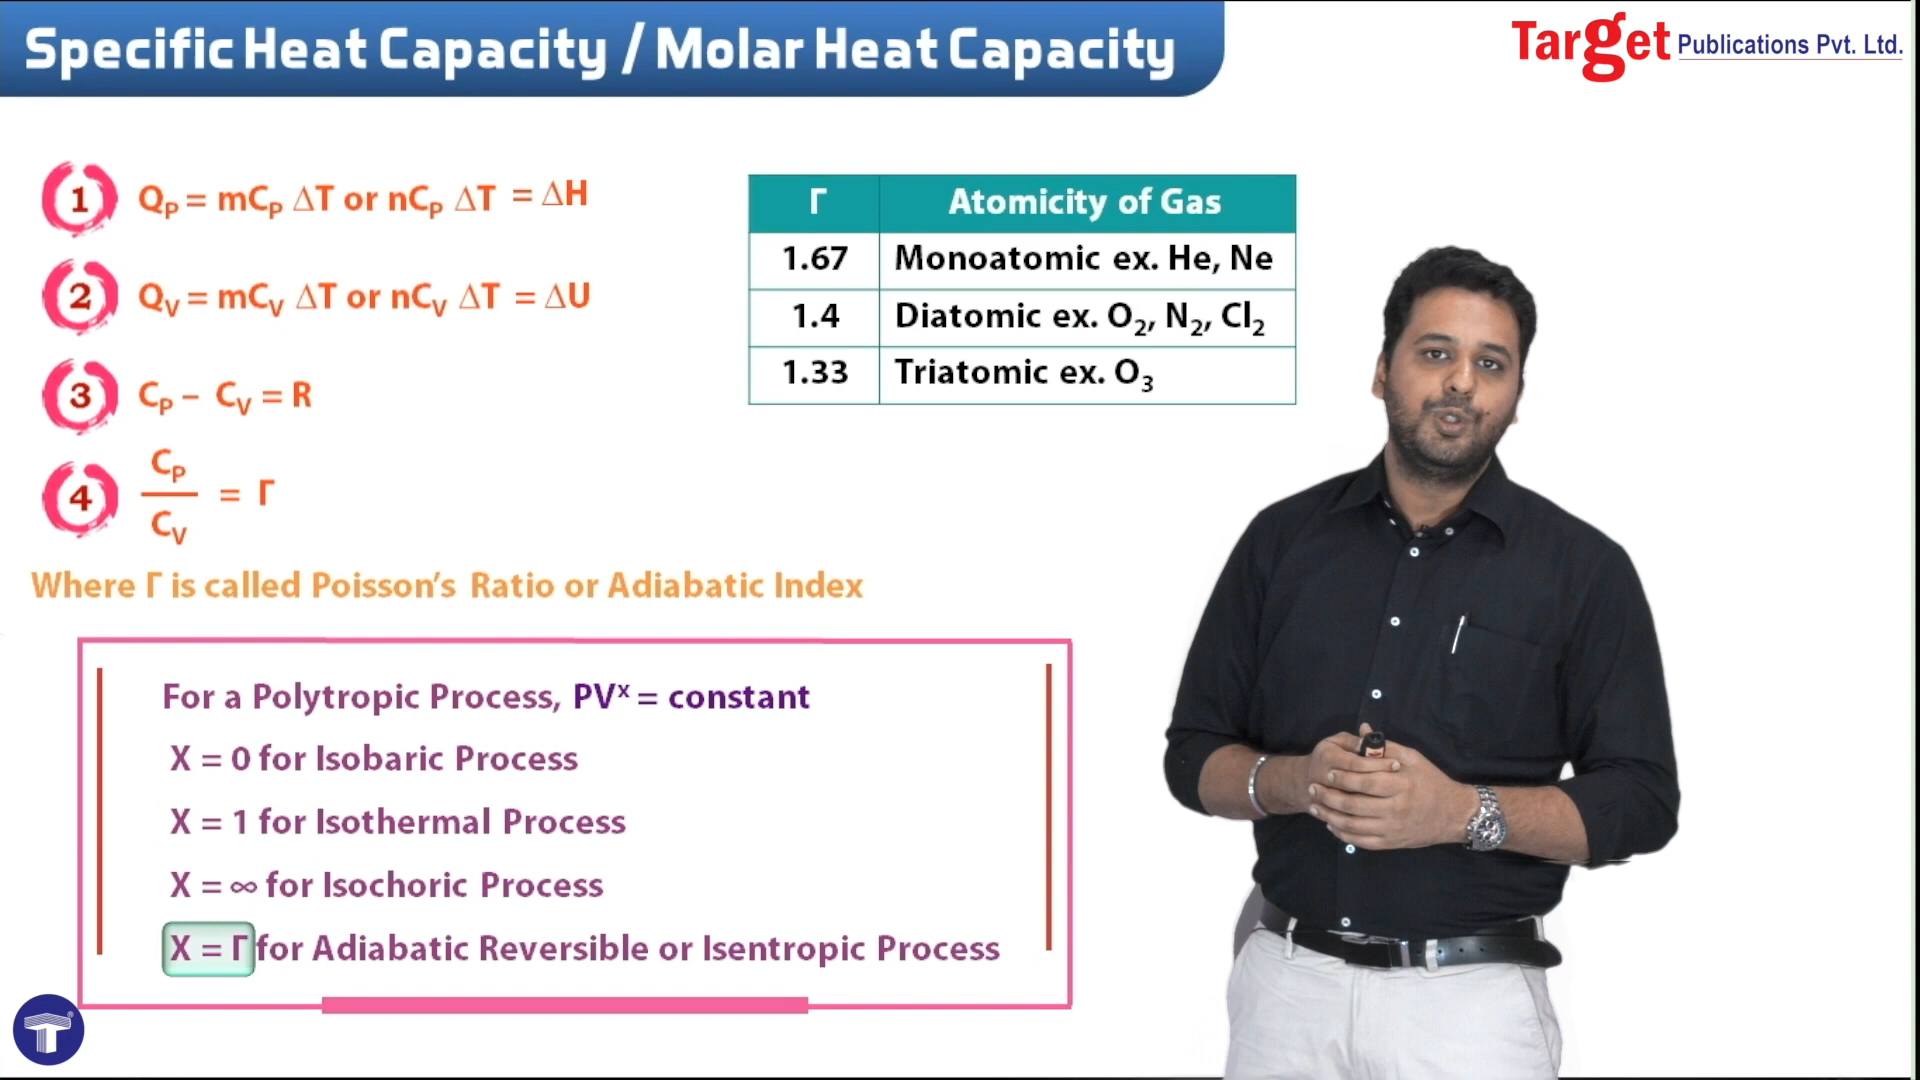 Specific Heat Capacity / Molar Heat Capacity
Target Publications Pvt. Ltd.
1 Qₚ = mCₚ ΔT or nCₚ ΔT = ΔH
2 Qᵥ = mCᵥ ΔT or nCᵥ ΔT = ΔU
3 Cₚ – Cᵥ = R
4 Cₚ / Cᵥ = Γ
Where Γ is called Poisson’s Ratio or Adiabatic Index
Γ Atomicity of Gas
1.67 Monoatomic ex. He, Ne
1.4 Diatomic ex. O₂, N₂, Cl₂
1.33 Triatomic ex. O₃
For a Polytropic Process, PVˣ = constant
X = 0 for Isobaric Process
X = 1 for Isothermal Process
X = ∞ for Isochoric Process
X = Γ for Adiabatic Reversible or Isentropic Process
T®